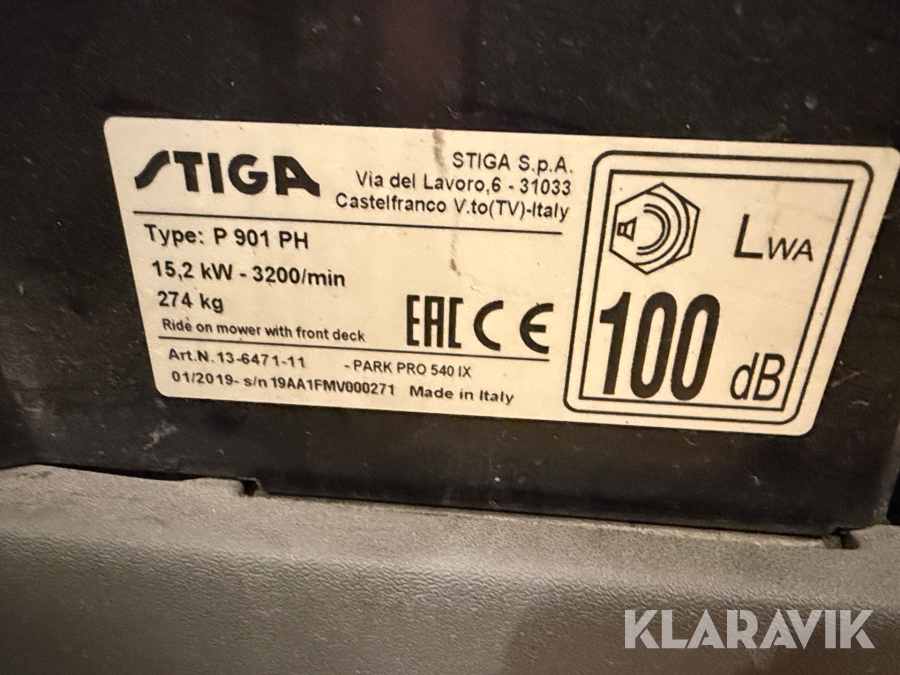 STIGA
STIGA S.p.A.
Via del Lavoro,6 - 31033
Castelfranco V.to(TV)-Italy
Type: P 901 PH
15,2 kW - 3200/min
274 kg
Ride on mower with front deck
EAC CE
Art.N. 13-6471-11 - PARK PRO 540 IX
01/2019- s/n 19AA1FMV000271 Made in Italy
LWA
100 dB
KLARAVIK